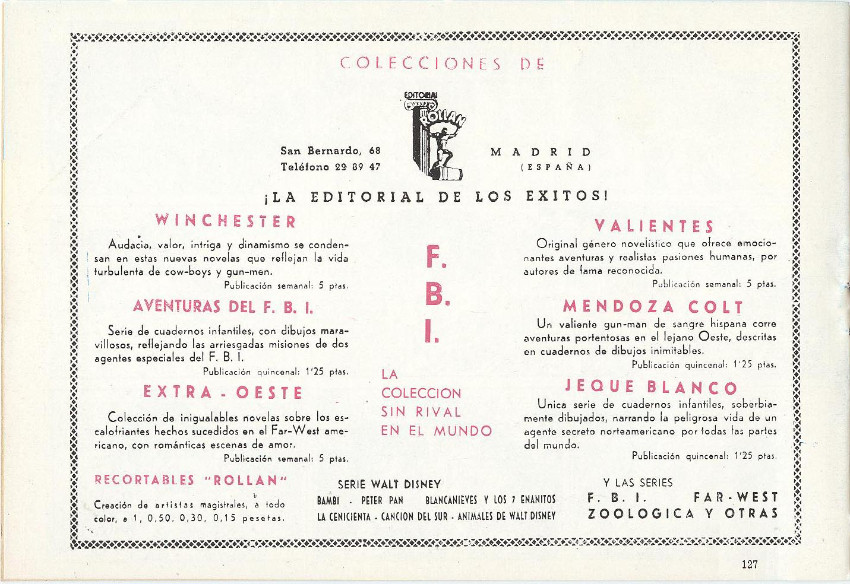 COLECCIONES DE
EDITORIAL
ROLLAN
San Bernardo, 68
Teléfono 29 89 47
MADRID
(ESPAÑA)
¡LA EDITORIAL DE LOS EXITOS!
WINCHESTER
Audacia, valor, intriga y dinamismo se conden-
san en estas nuevas novelas que reflejan la vida
turbulenta de cow-boys y gun-men.
Publicación semanal: 5 ptas.
AVENTURAS DEL F. B. I.
Serie de cuadernos infantiles, con dibujos mara-
villosos, reflejando las arriesgadas misiones de dos
agentes especiales del F. B. I.
Publicación quincenal: 1'25 ptas.
EXTRA - OESTE
Colección de inigualables novelas sobre los es-
calofriantes hechos sucedidos en el Far-West ame-
ricano, con románticas escenas de amor.
Publicación semanal: 5 ptas.
RECORTABLES "ROLLAN"
Creación de artistas magistrales, a todo
color, a 1, 0,50, 0,30, 0,15 pesetas.
F.
B.
I.
LA
COLECCION
SIN RIVAL
EN EL MUNDO
SERIE WALT DISNEY
BAMBI - PETER PAN BLANCANIEVES Y LOS 7 ENANITOS
LA CENICIENTA - CANCION DEL SUR - ANIMALES DE WALT DISNEY
VALIENTES
Original género novelístico que ofrece emocio-
nantes aventuras y realistas pasiones humanas, por
autores de fama reconocida.
Publicación semanal: 5 ptas.
MENDOZA COLT
Un valiente gun-man de sangre hispana corre
aventuras portentosas en el lejano Oeste, descritas
en cuadernos de dibujos inimitables.
Publicación quincenal: 1'25 ptas.
JEQUE BLANCO
Unica serie de cuadernos infantiles, soberbia-
mente dibujados, narrando la peligrosa vida de un
agente secreto norteamericano por todas las partes
del mundo.
Publicación quincenal: 1'25 ptas.
Y LAS SERIES
F. B. I. FAR-WEST
ZOOLOGICA Y OTRAS
127